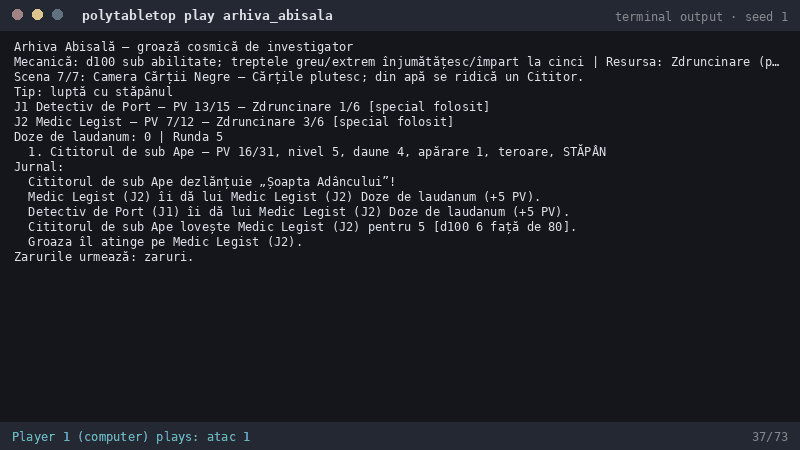 polytabletop play arhiva_abisala
terminal output · seed 1
Arhiva Abisală — groază cosmică de investigator
Mecanică: d100 sub abilitate; treptele greu/extrem înjumătățesc/împart la cinci | Resursa: Zdruncinare (p…
Scena 7/7: Camera Cărții Negre — Cărțile plutesc; din apă se ridică un Cititor.
Tip: luptă cu stăpânul
J1 Detectiv de Port — PV 13/15 — Zdruncinare 1/6 [special folosit]
J2 Medic Legist — PV 7/12 — Zdruncinare 3/6 [special folosit]
Doze de laudanum: 0 | Runda 5
1. Cititorul de sub Ape — PV 16/31, nivel 5, daune 4, apărare 1, teroare, STĂPÂN
Jurnal:
Cititorul de sub Ape dezlănțuie „Șoapta Adâncului”!
Medic Legist (J2) îi dă lui Medic Legist (J2) Doze de laudanum (+5 PV).
Detectiv de Port (J1) îi dă lui Medic Legist (J2) Doze de laudanum (+5 PV).
Cititorul de sub Ape lovește Medic Legist (J2) pentru 5 [d100 6 față de 80].
Groaza îl atinge pe Medic Legist (J2).
Zarurile urmează: zaruri.
Player 1 (computer) plays: atac 1
37/73